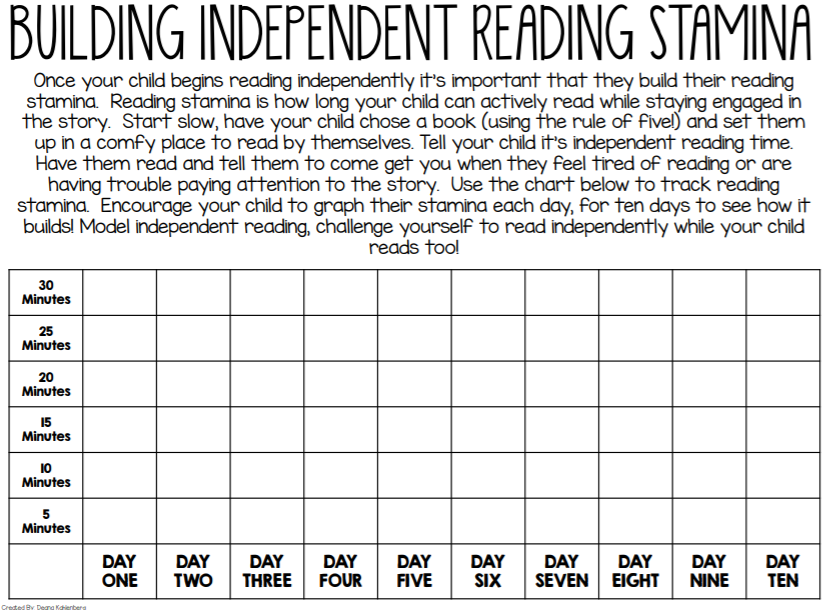 BUILDING INDEPENDENT READING STAMINA
Once your child begins reading independently it's important that they build their reading
stamina. Reading stamina is how long your child can actively read while staying engaged in
the story. Start slow, have your child chose a book (using the rule of five!) and set them
up in a comfy place to read by themselves. Tell your child it's independent reading time.
Have them read and tell them to come get you when they feel tired of reading or are
having trouble paying attention to the story. Use the chart below to track reading
stamina. Encourage your child to graph their stamina each day, for ten days to see how it
builds! Model independent reading, challenge yourself to read independently while your child
reads too!
30
Minutes
25
Minutes
20
Minutes
15
Minutes
10
Minutes
5
Minutes
DAY ONE
DAY TWO
DAY THREE
DAY FOUR
DAY FIVE
DAY SIX
DAY SEVEN
DAY EIGHT
DAY NINE
DAY TEN
Created By: Deana Kahlenberg